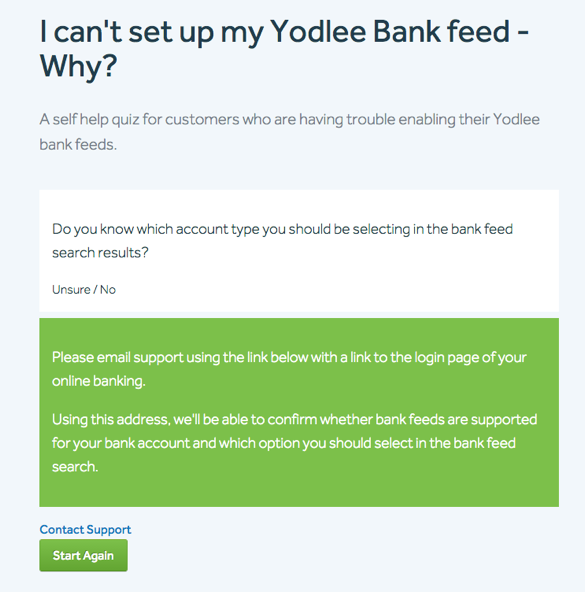 I can't set up my Yodlee Bank feed -
Why?
A self help quiz for customers who are having trouble enabling their Yodlee
bank feeds.
Do you know which account type you should be selecting in the bank feed
search results?
Unsure / No
Please email support using the link below with a link to the login page of your
online banking.
Using this address, we'll be able to confirm whether bank feeds are supported
for your bank account and which option you should select in the bank feed
search.
Contact Support
Start Again